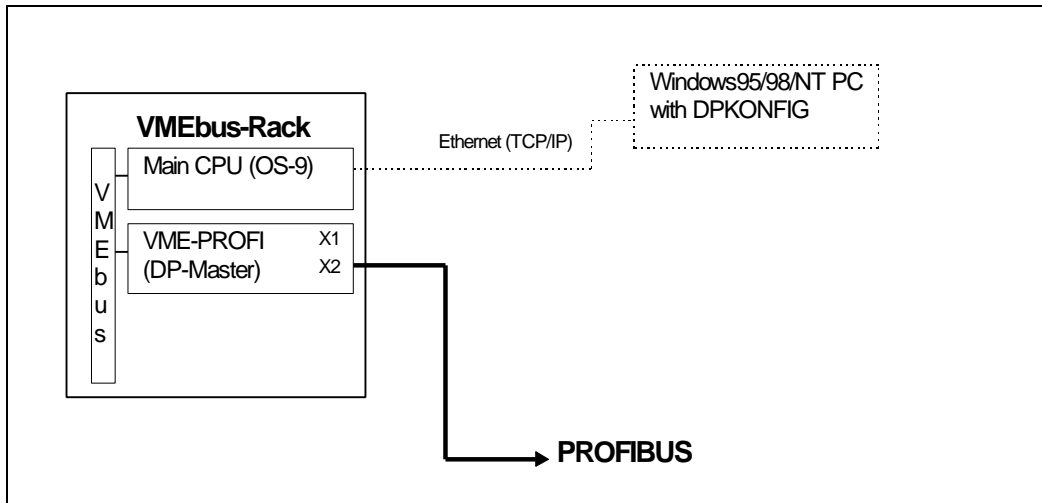 Windows95/98/NT PC
with DPKONFIG
VMEbus-Rack
Ethernet (TCP/IP)
Main CPU (OS-9)
VMEbus
VME-PROFI X1
(DP-Master) X2
PROFIBUS